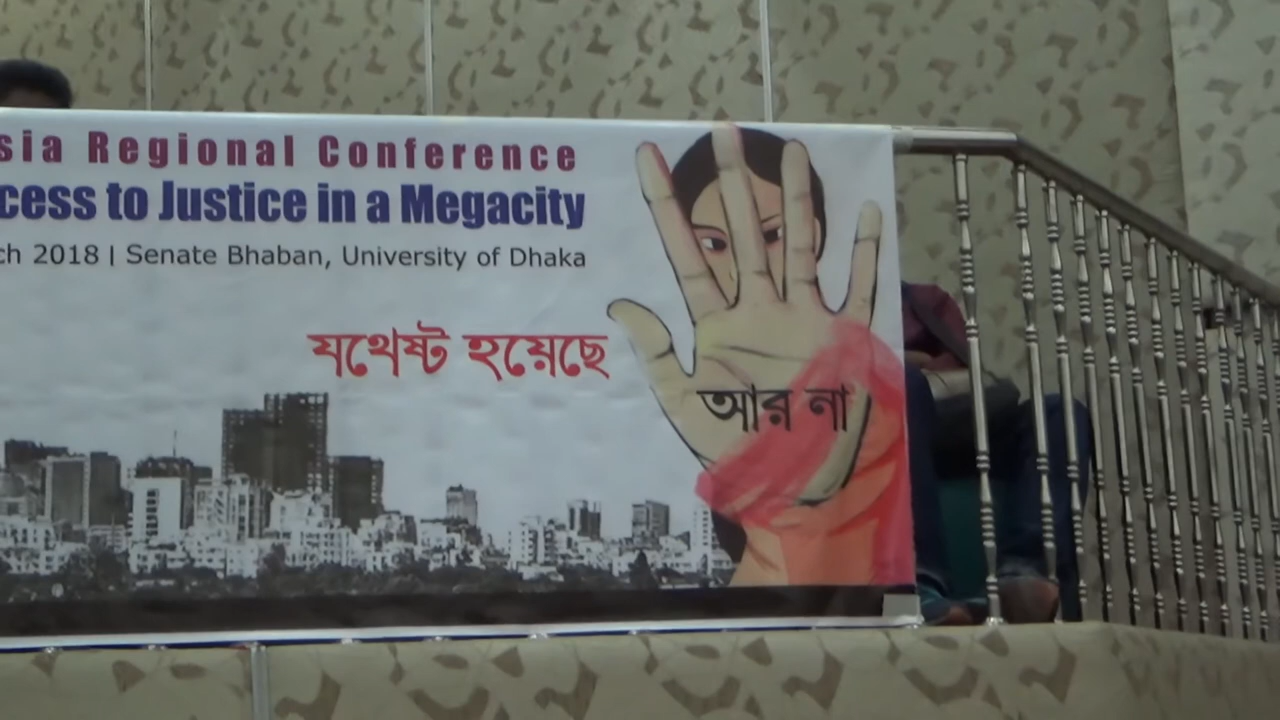 sia Regional Conference
cess to Justice in a Megacity
ch 2018 | Senate Bhaban, University of Dhaka
যথেষ্ট হয়েছে
আর না